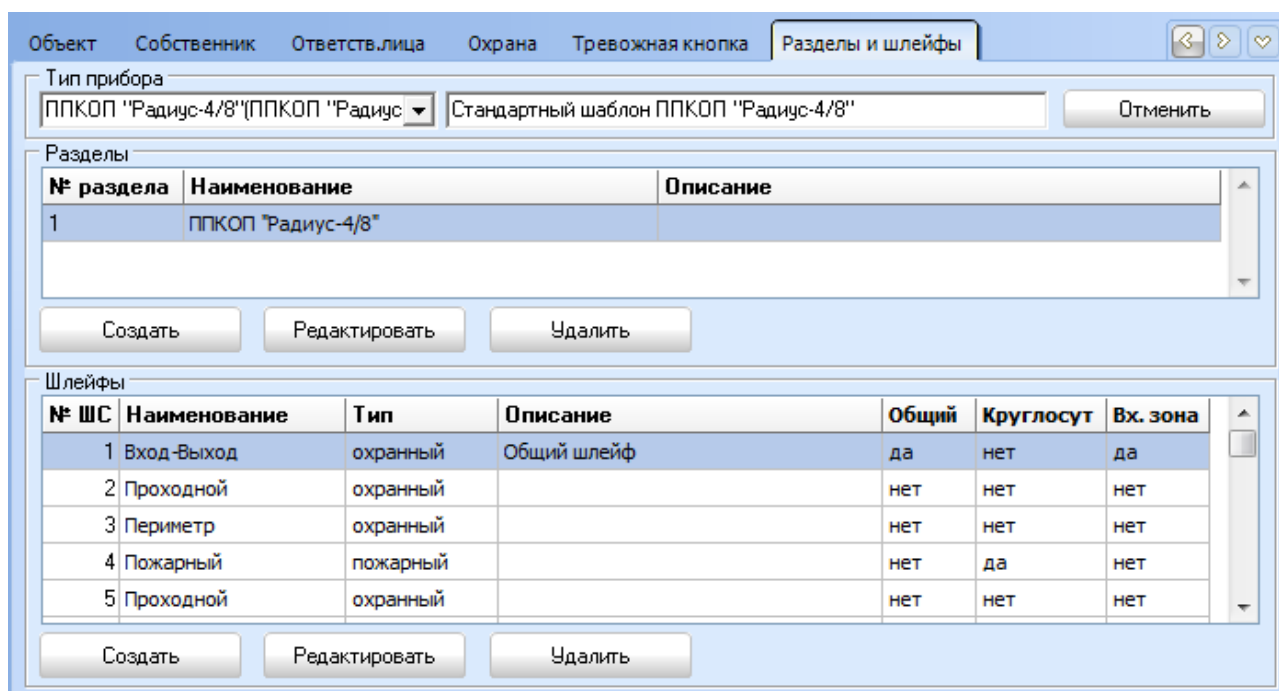 Объект Собственник Ответств.лица Охрана Тревожная кнопка Разделы и шлейфы
Тип прибора
ППКОП "Радиус-4/8"(ППКОП "Радиус Стандартный шаблон ППКОП "Радиус-4/8" Отменить
Разделы
№ раздела Наименование Описание
1 ППКОП "Радиус-4/8"
Создать Редактировать Удалить
Шлейфы
№ ШС Наименование Тип Описание Общий Круглосут Вх. зона
1 Вход-Выход охранный Общий шлейф да нет да
2 Проходной охранный нет нет нет
3 Периметр охранный нет нет нет
4 Пожарный пожарный нет да нет
5 Проходной охранный нет нет нет
Создать Редактировать Удалить